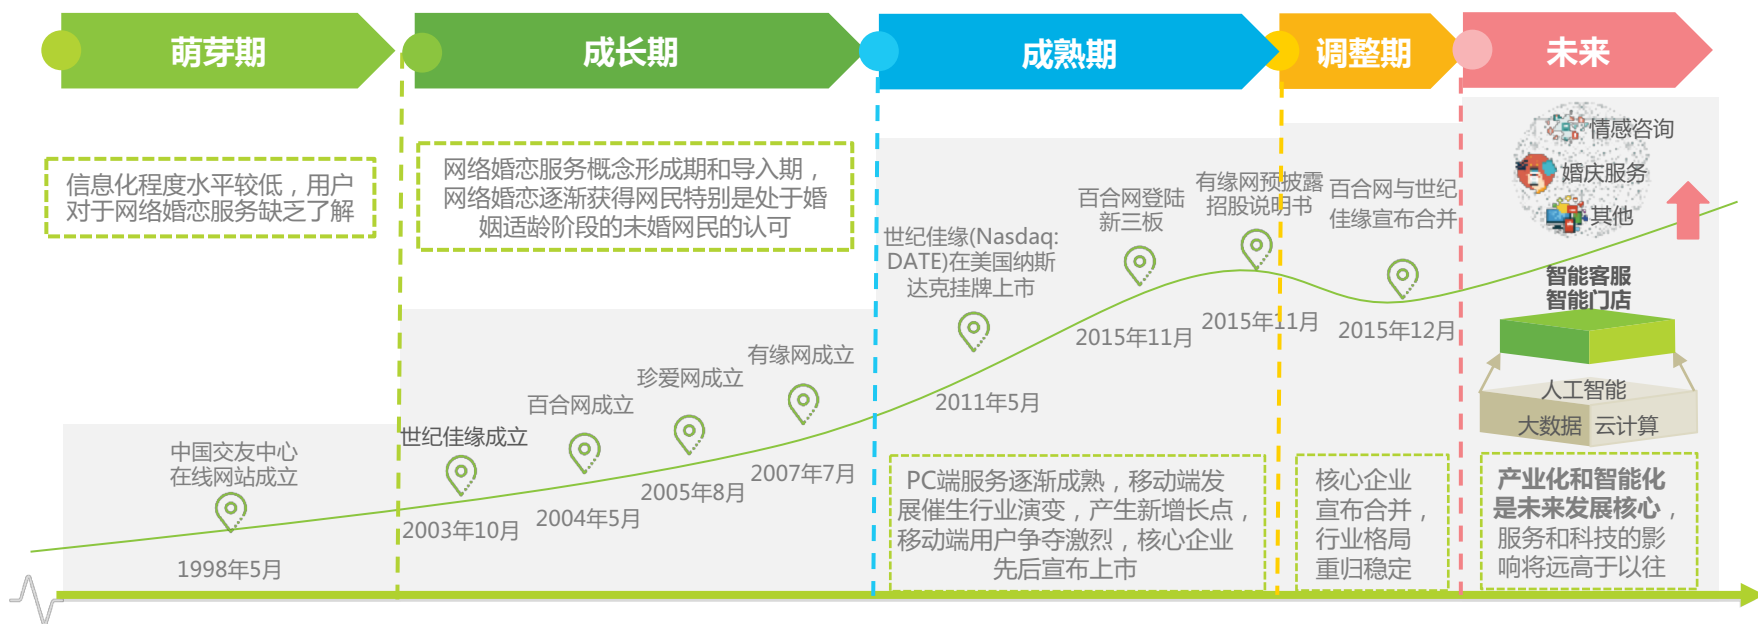 萌芽期
成长期
成熟期
调整期
未来
信息化程度水平较低，用户
对于网络婚恋服务缺乏了解
网络婚恋服务概念形成期和导入期，
网络婚恋逐渐获得网民特别是处于婚
姻适龄阶段的未婚网民的认可
中国交友中心
在线网站成立
1998年5月
世纪佳缘成立
2003年10月
百合网成立
2004年5月
珍爱网成立
2005年8月
有缘网成立
2007年7月
世纪佳缘(Nasdaq:
DATE)在美国纳斯
达克挂牌上市
2011年5月
百合网登陆
新三板
2015年11月
有缘网预披露
招股说明书
2015年11月
百合网与世纪
佳缘宣布合并
2015年12月
情感咨询
婚庆服务
其他
智能客服
智能门店
人工智能
大数据
云计算
PC端服务逐渐成熟，移动端发
展催生行业演变，产生新增长点，
移动端用户争夺激烈，核心企业
先后宣布上市
核心企业
宣布合并，
行业格局
重归稳定
产业化和智能化
是未来发展核心，
服务和科技的影
响将远高于以往